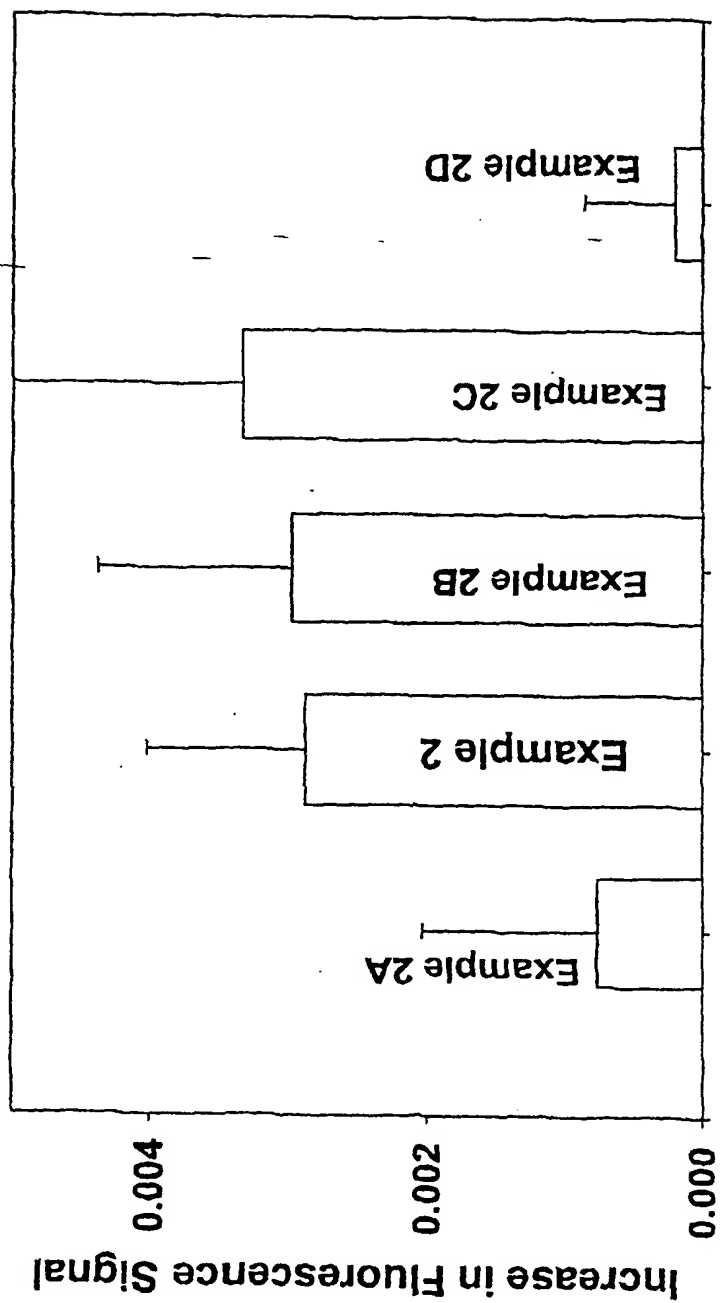 Increase in Fluorescence Signal
0.004
0.002
0.000
Example 2A
Example 2
Example 2B
Example 2C
Example 2D